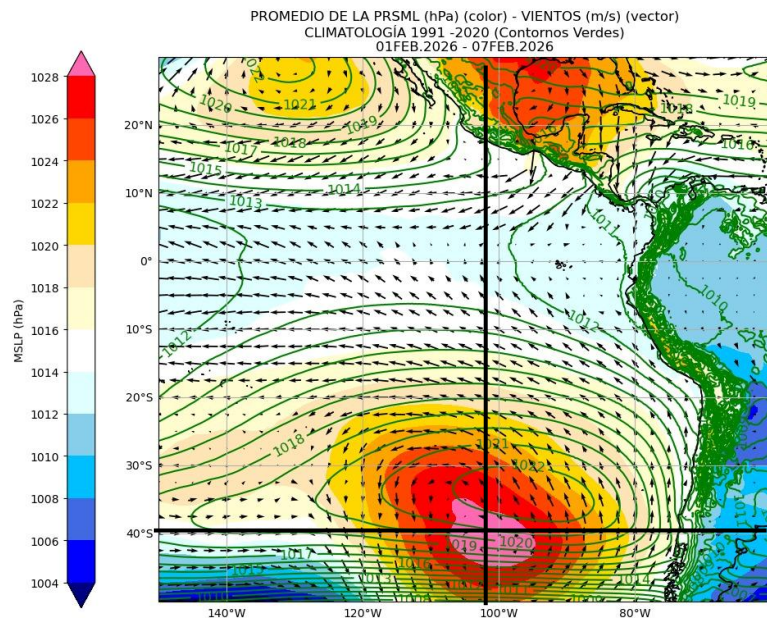 PROMEDIO DE LA PRSML (hPa) (color) - VIENTOS (m/s) (vector)
CLIMATOLOGÍA 1991 -2020 (Contornos Verdes)
01FEB.2026 - 07FEB.2026
MSLP (hPa)
1028
1026
1024
1022
1020
1018
1016
1014
1012
1010
1008
1006
1004
20°N
10°N
0°
10°S
20°S
30°S
40°S
140°W
120°W
100°W
80°W
1022
1021
1020
1019
1018
1017
1015
1014
1013
1018
1019
1016
1011
1010
1012
1012
1018
1021
1022
1020
1019
1017
1016
1013
1014